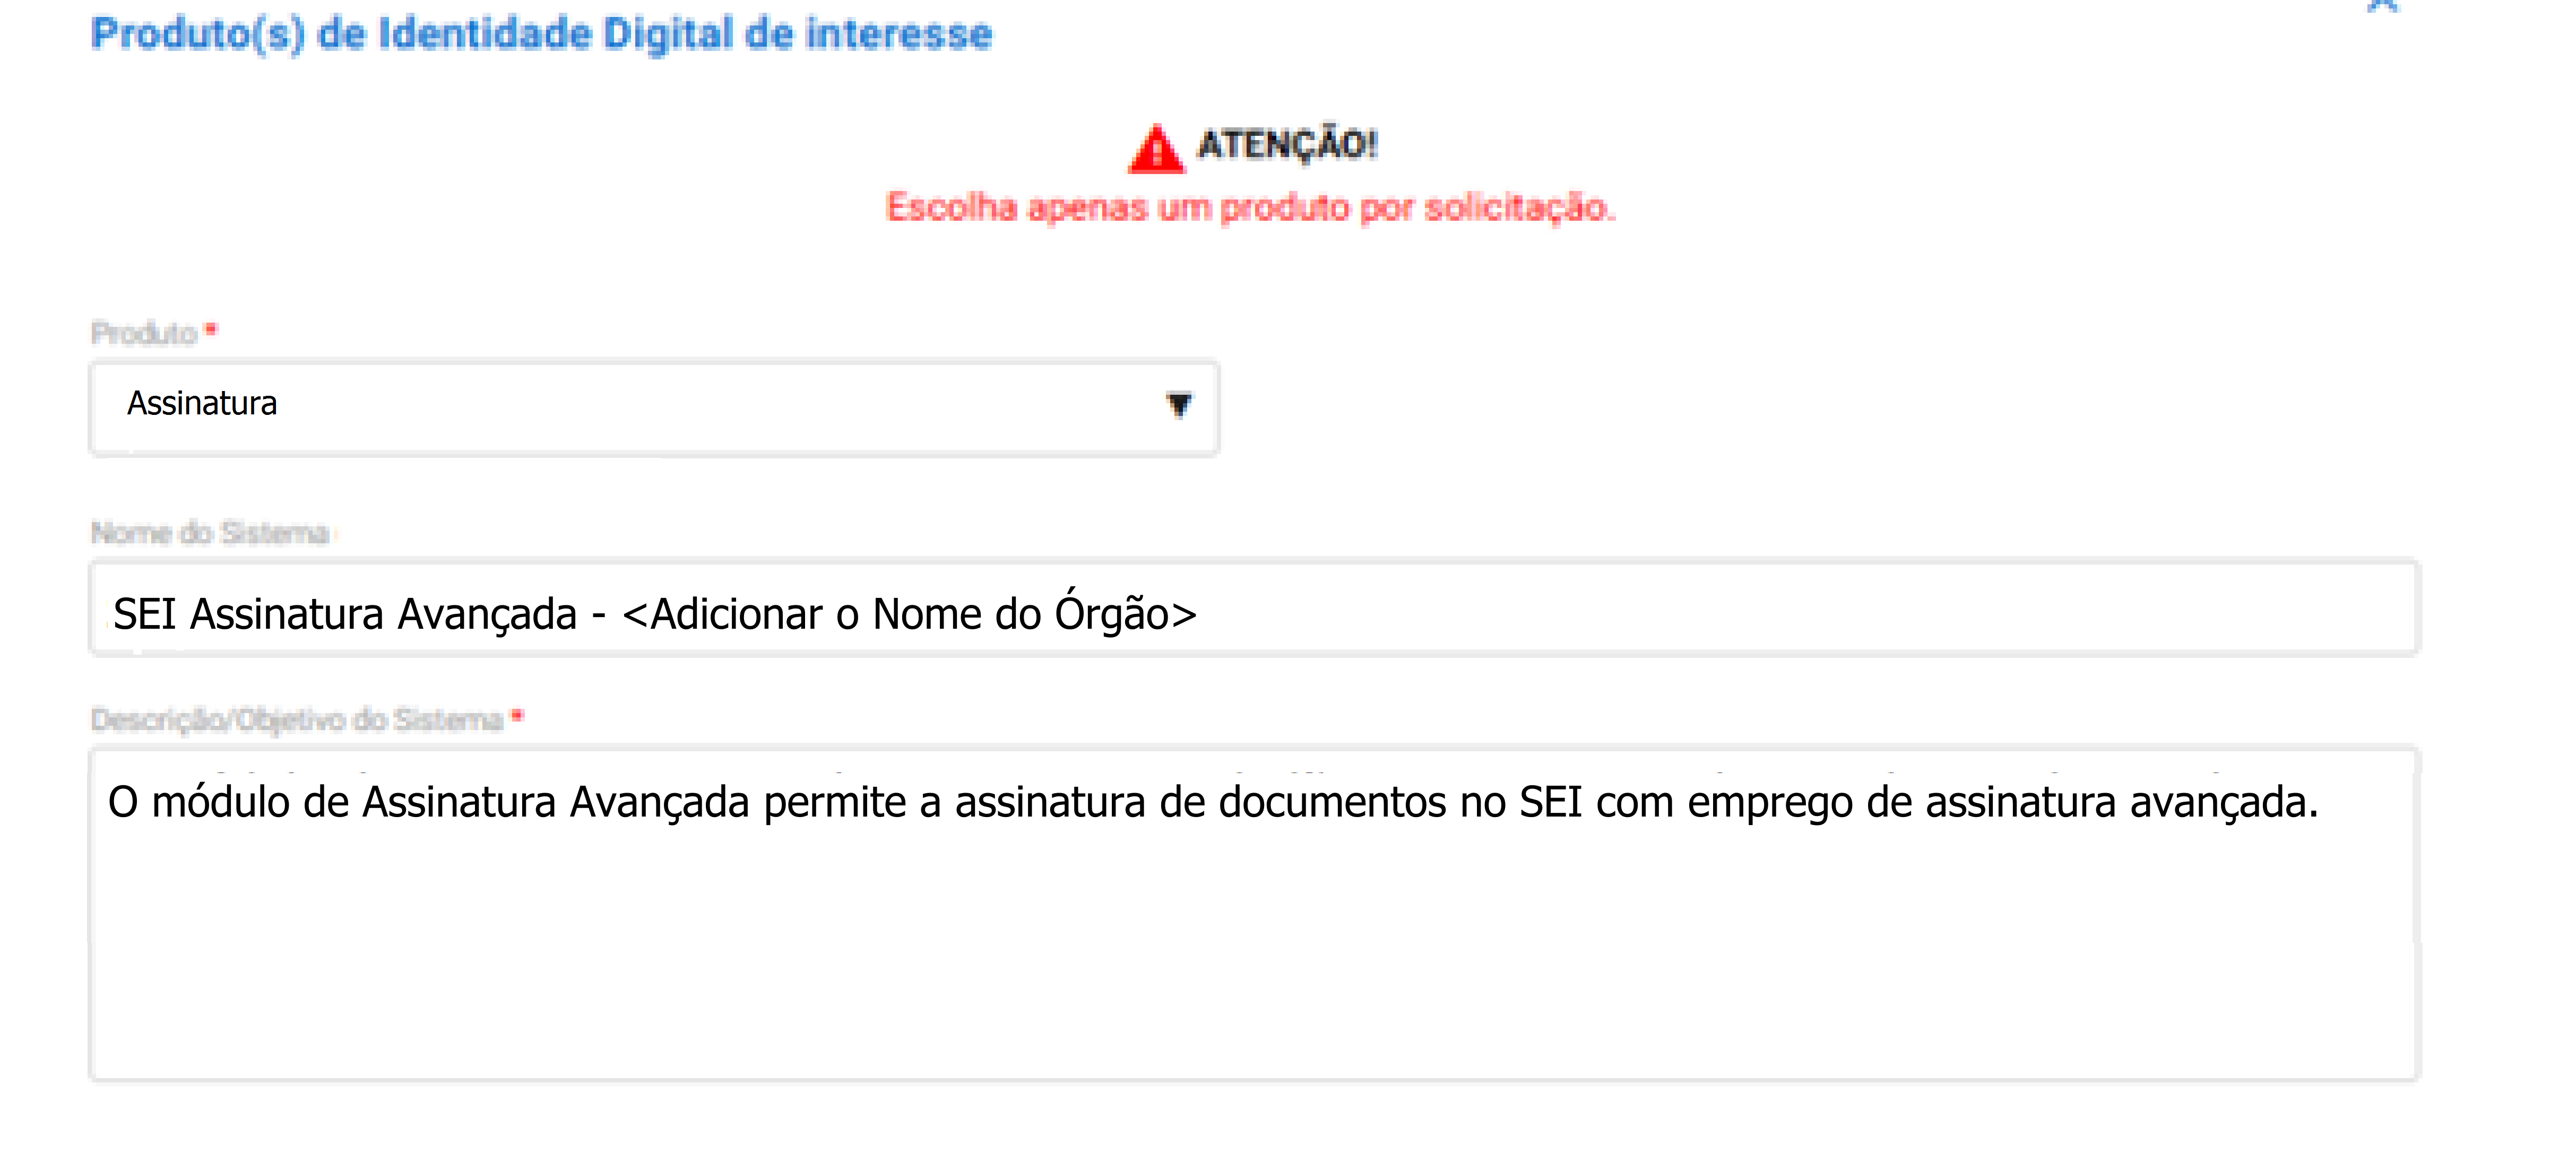 Produto(s) de Identidade Digital de interesse
ATENÇÃO!
Escolha apenas um produto por solicitação.
Produto *
Assinatura
Nome do Sistema
SEI Assinatura Avançada - <Adicionar o Nome do Órgão>
Descrição/Objetivo do Sistema *
O módulo de Assinatura Avançada permite a assinatura de documentos no SEI com emprego de assinatura avançada.